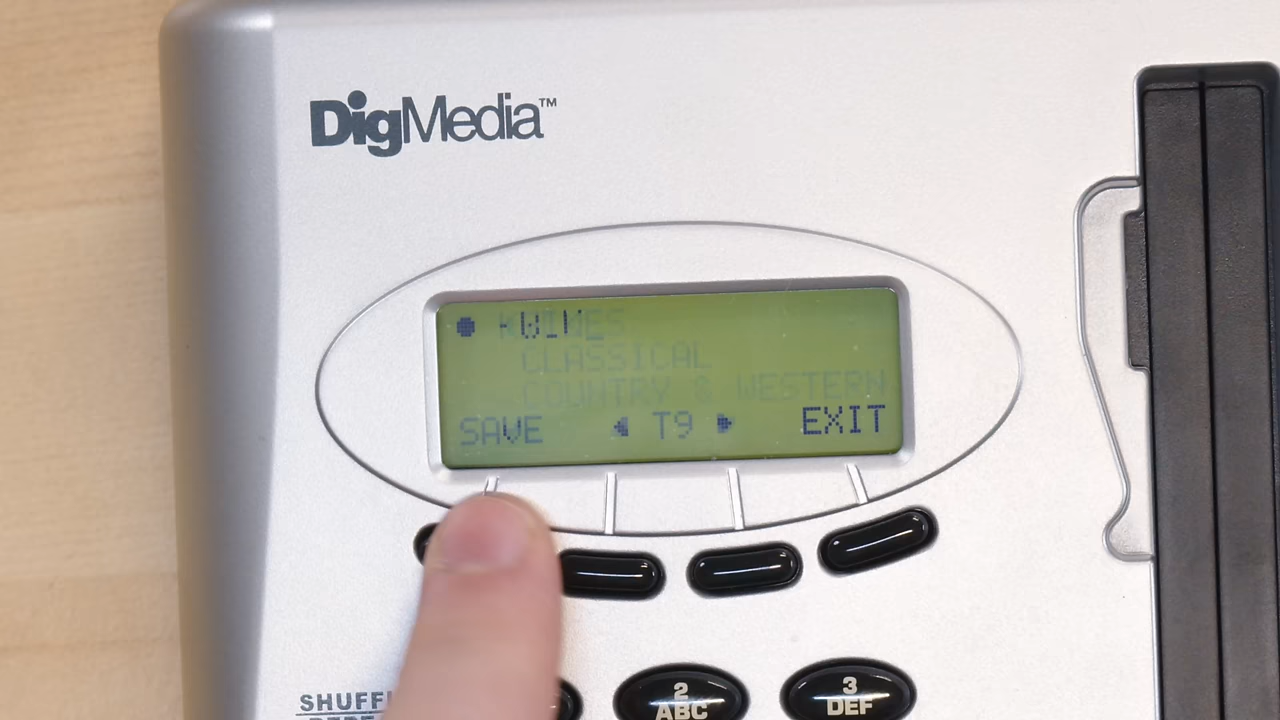 DigMedia™
CLASSICAL
COUNTRY & WESTERN
SAVE T9 EXIT
2
ABC
3
DEF